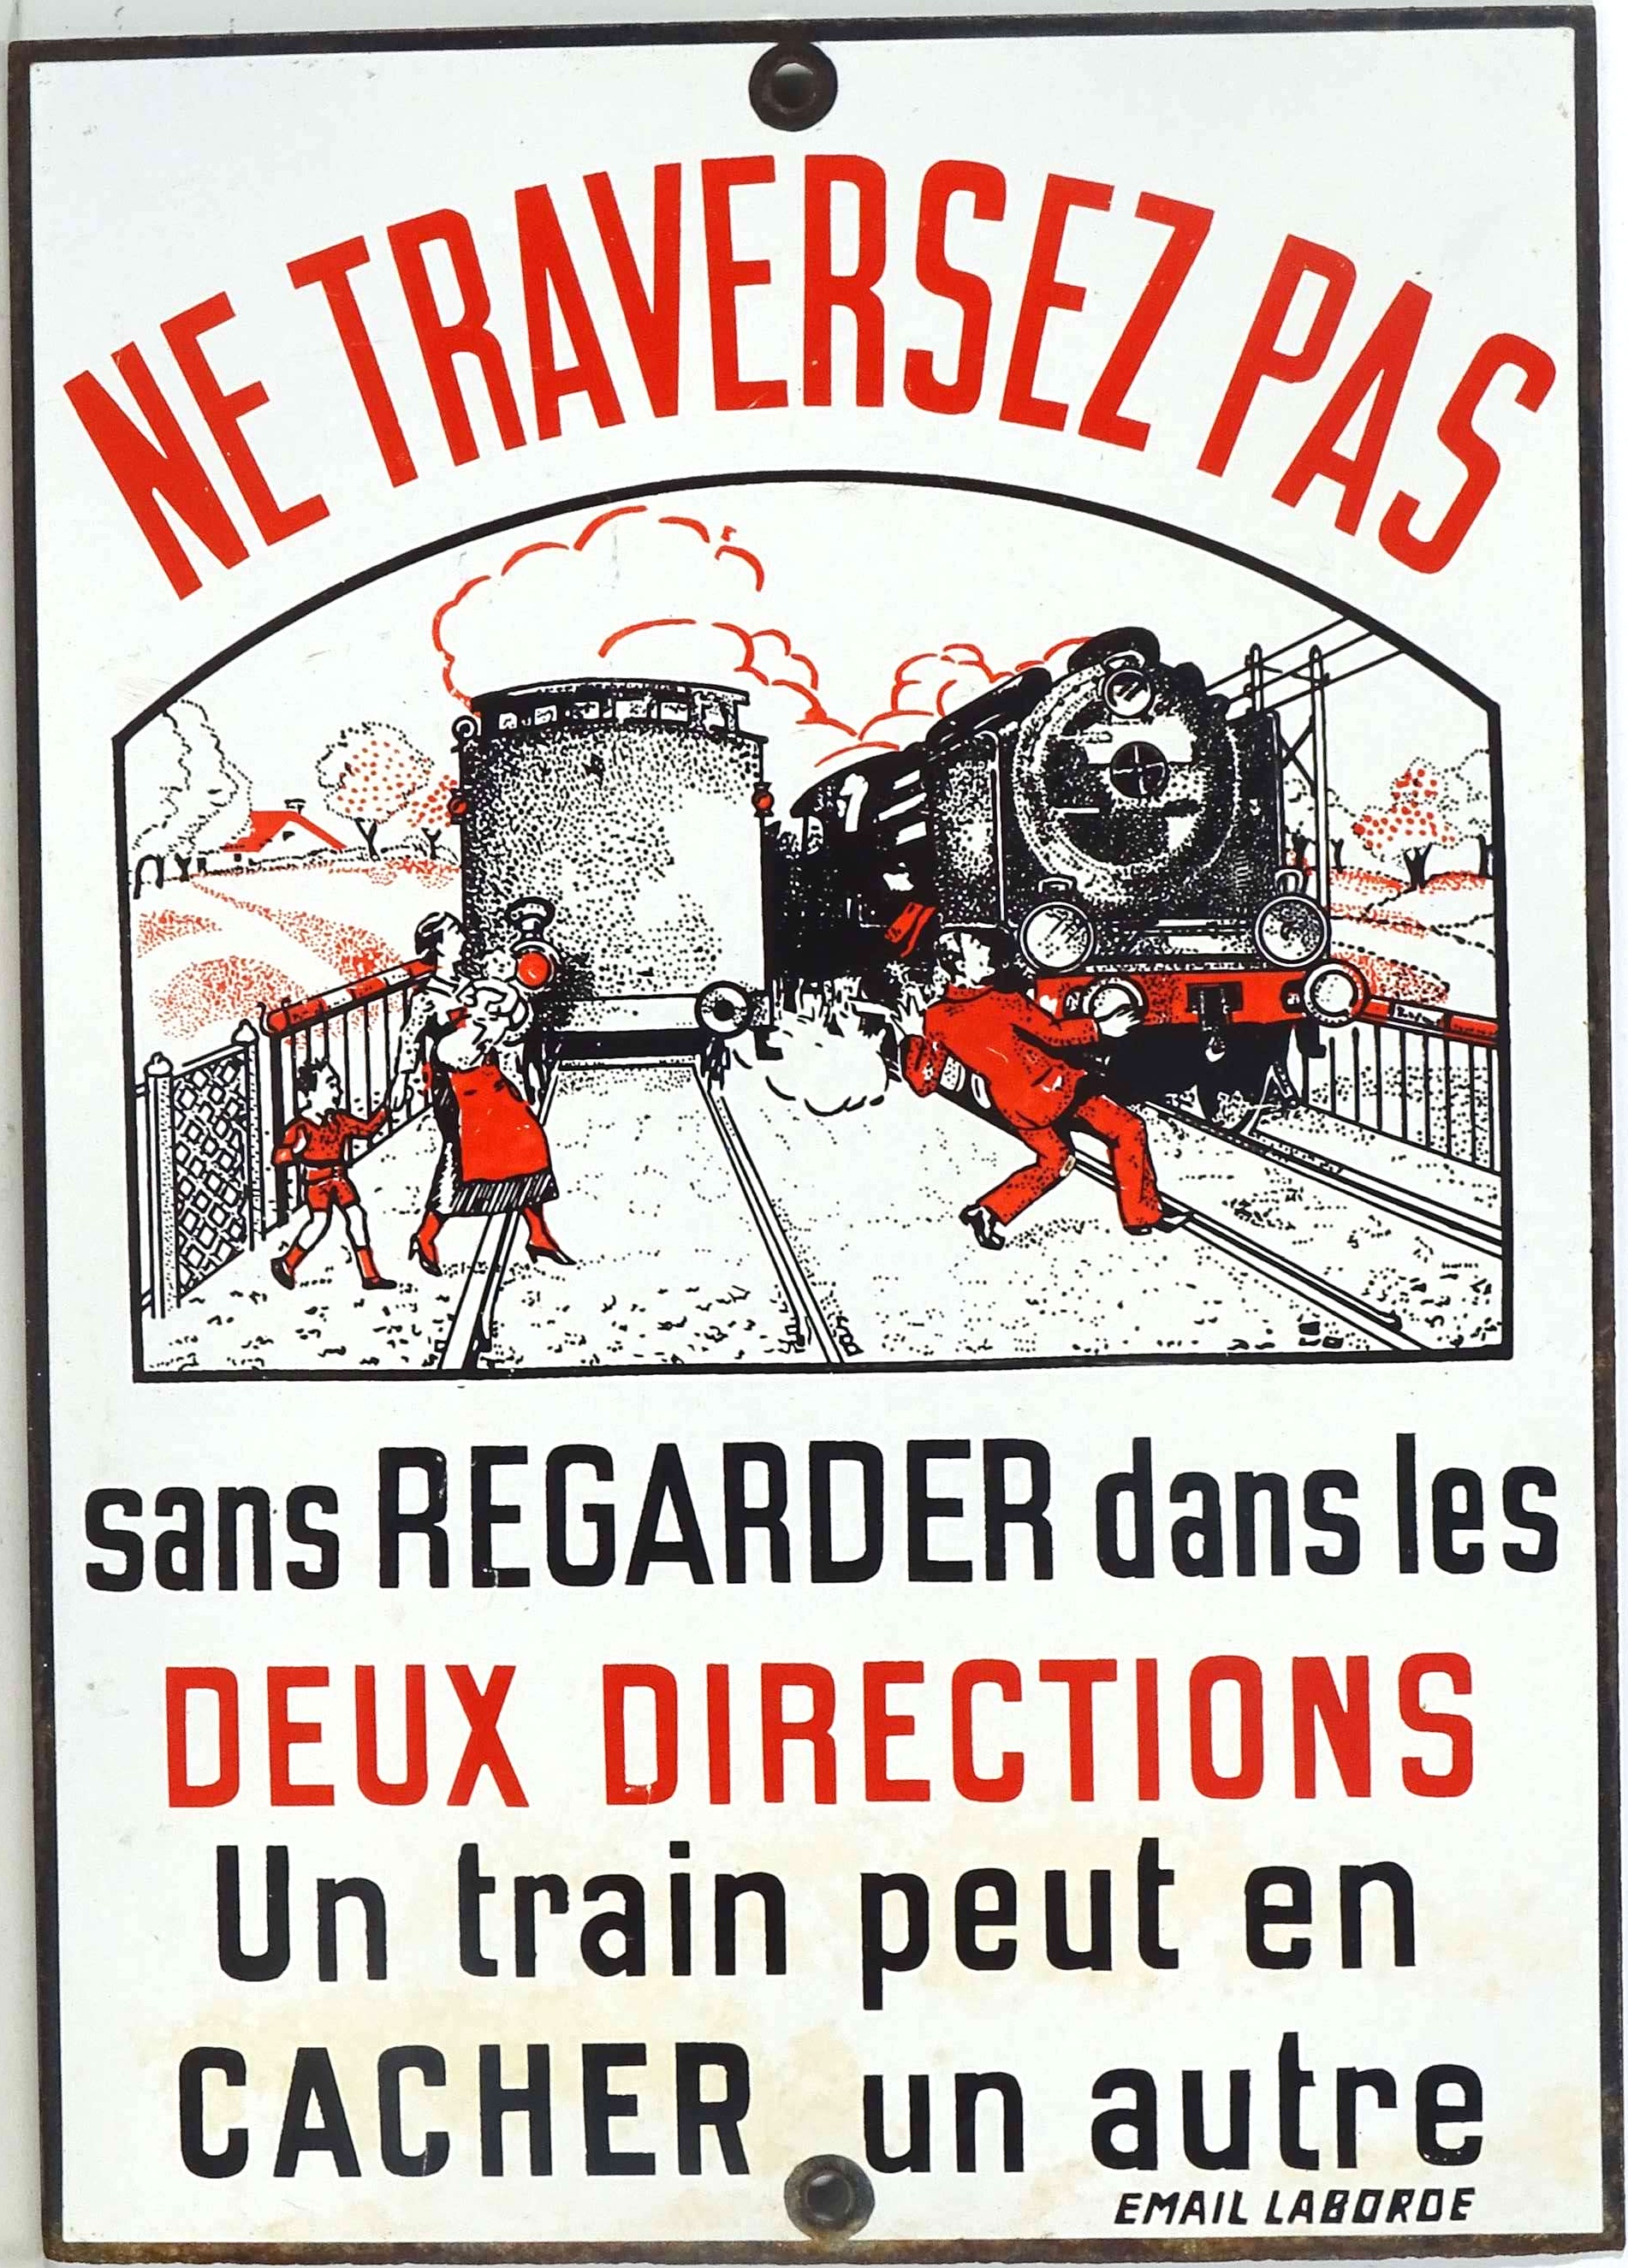 NE TRAVERSEZ PAS
sans REGARDER dans les
DEUX DIRECTIONS
Un train peut en
CACHER un autre
EMAIL LABORDE